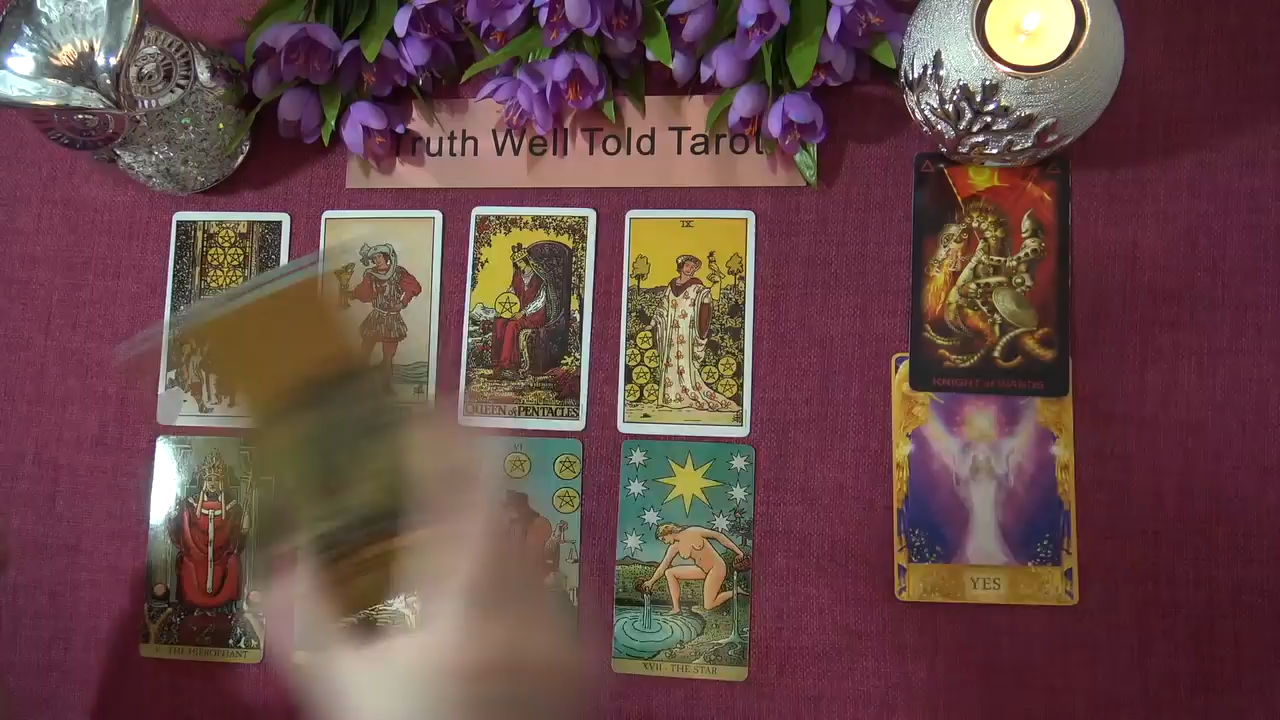 Truth Well Told Tarot
IX
QUEEN of PENTACLES
KNIGHT of WANDS
VI
V - THE HIEROPHANT
XVII - THE STAR
YES